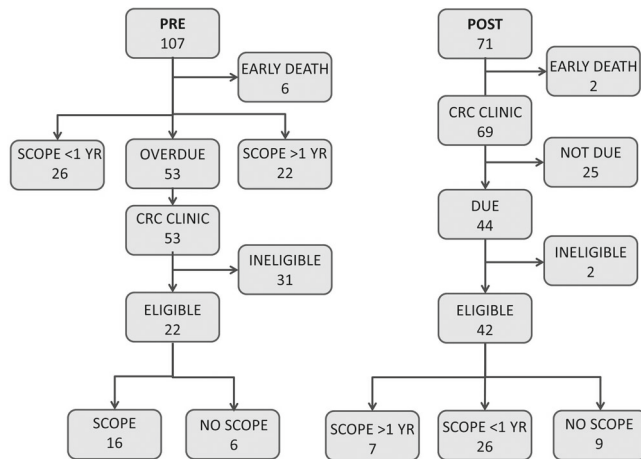 PRE
107
EARLY DEATH
6
SCOPE <1 YR
26
OVERDUE
53
SCOPE >1 YR
22
CRC CLINIC
53
INELIGIBLE
31
ELIGIBLE
22
SCOPE
16
NO SCOPE
6
POST
71
EARLY DEATH
2
CRC CLINIC
69
NOT DUE
25
DUE
44
INELIGIBLE
2
ELIGIBLE
42
SCOPE >1 YR
7
SCOPE <1 YR
26
NO SCOPE
9